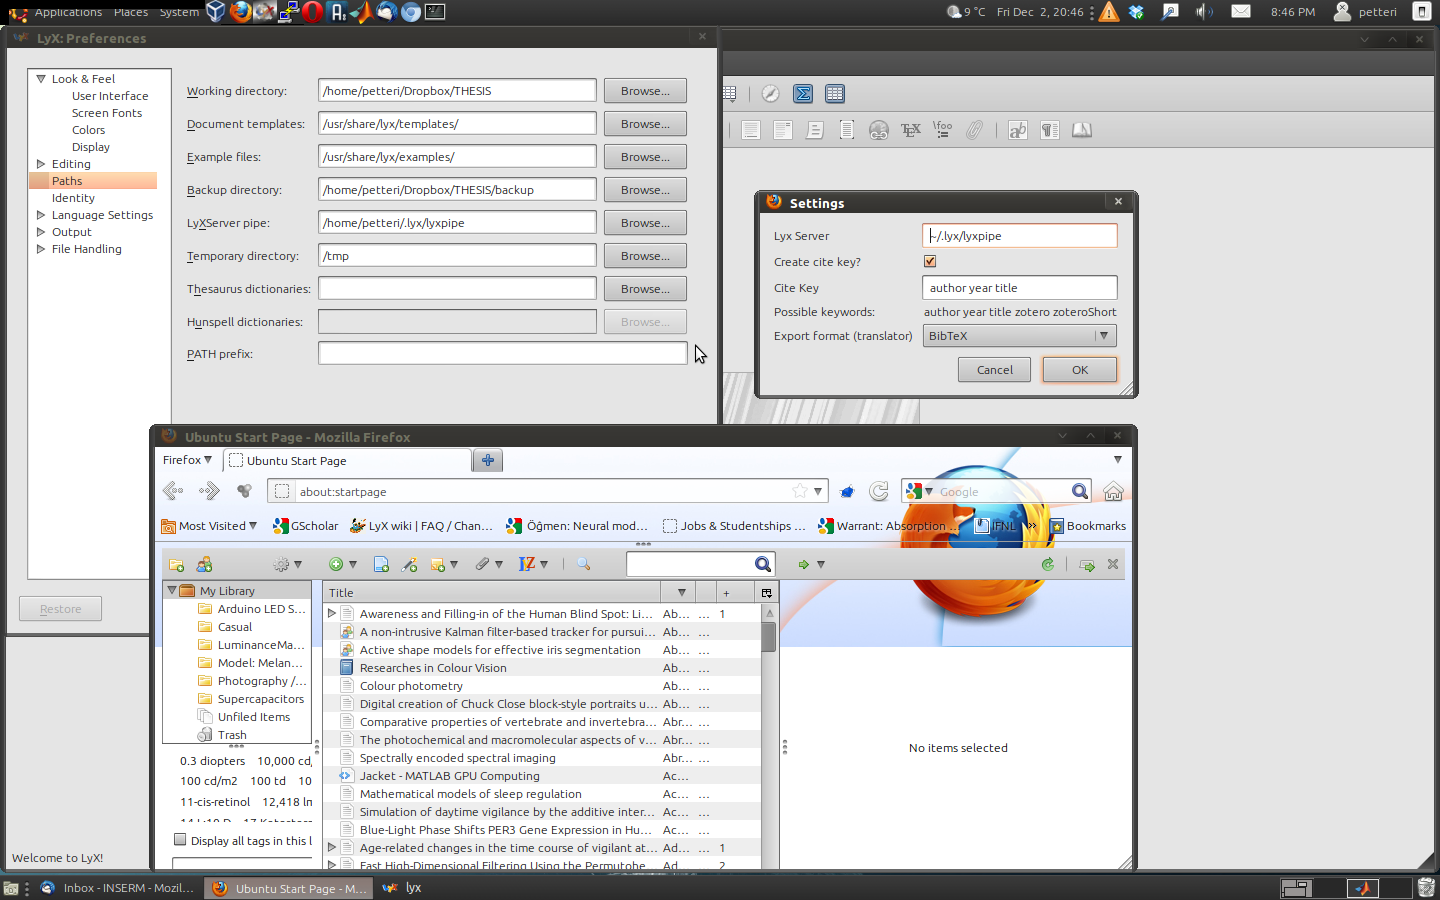 Applications Places System
9 °C Fri Dec 2, 20:46 8:46 PM petteri
LyX: Preferences
Look & Feel
User Interface
Screen Fonts
Colors
Display
Editing
Paths
Identity
Language Settings
Output
File Handling
Working directory: /home/petteri/Dropbox/THESIS Browse...
Document templates: /usr/share/lyx/templates/ Browse...
Example files: /usr/share/lyx/examples/ Browse...
Backup directory: /home/petteri/Dropbox/THESIS/backup Browse...
LyXServer pipe: /home/petteri/.lyx/lyxpipe Browse...
Temporary directory: /tmp Browse...
Thesaurus dictionaries: Browse...
Hunspell dictionaries: Browse...
PATH prefix:
Restore
Welcome to LyX!
TEX \foo ab
Settings
Lyx Server ~/.lyx/lyxpipe
Create cite key?
Cite Key author year title
Possible keywords: author year title zotero zoteroShort
Export format (translator) BibTeX
Cancel OK
Ubuntu Start Page - Mozilla Firefox
Firefox Ubuntu Start Page
about:startpage Google
Most Visited GScholar LyX wiki | FAQ / Chan... Öğmen: Neural mod... Jobs & Studentships ... Warrant: Absorption ... IFNL » Bookmarks
My Library
Arduino LED S...
Casual
LuminanceMa...
Model: Melan...
Photography /...
Supercapacitors
Unfiled Items
Trash
0.3 diopters 10,000 cd,
100 cd/m2 100 td 10
11-cis-retinol 12,418 lm
Display all tags in this l
Title +
Awareness and Filling-in of the Human Blind Spot: Li... Ab... ... 1
A non-intrusive Kalman filter-based tracker for pursui... Ab... ...
Active shape models for effective iris segmentation Ab... ...
Researches in Colour Vision Ab... ...
Colour photometry Ab... ...
Digital creation of Chuck Close block-style portraits u... Ab... ...
Comparative properties of vertebrate and invertebra... Abr... ...
The photochemical and macromolecular aspects of v... Abr... ...
Spectrally encoded spectral imaging Abr... ...
Jacket - MATLAB GPU Computing Ac...
Mathematical models of sleep regulation Ac... ...
Simulation of daytime vigilance by the additive inter... Ac... ...
Blue-Light Phase Shifts PER3 Gene Expression in Hu... Ac... ...
Age-related changes in the time course of vigilant at... Ad... ... 1
Fast High-Dimensional Filtering Using the Permutohe... Ad... ... 2
No items selected
Inbox - INSERM - Mozil... Ubuntu Start Page - M... lyx